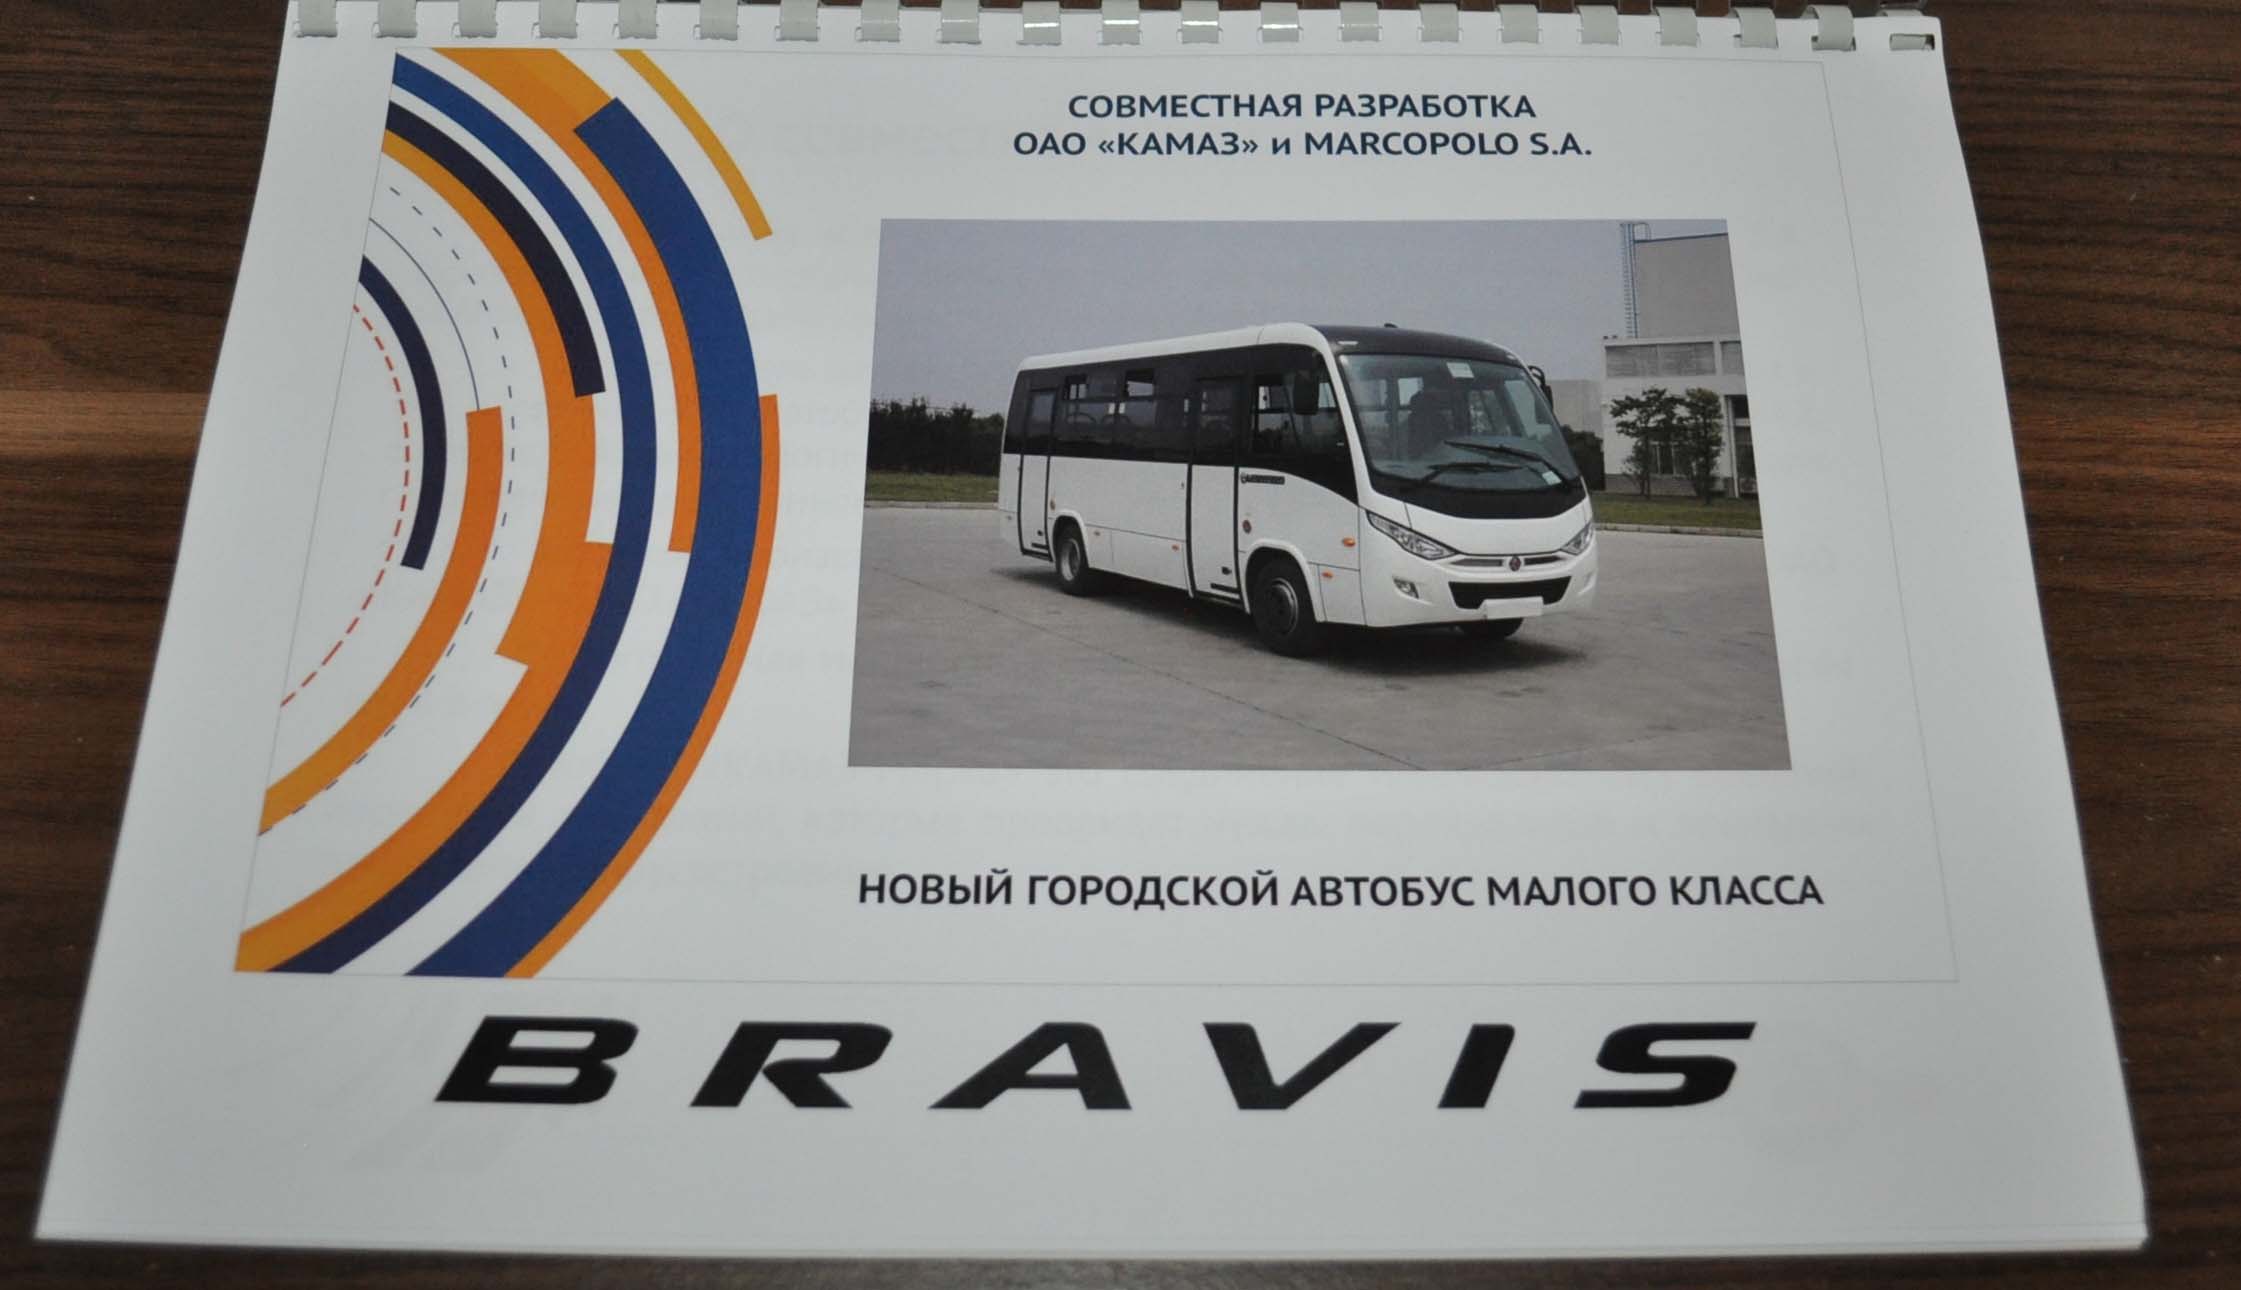 СОВМЕСТНАЯ РАЗРАБОТКА
ОАО «КАМАЗ» и MARCOPOLO S.A.
НОВЫЙ ГОРОДСКОЙ АВТОБУС МАЛОГО КЛАССА
BRAVIS